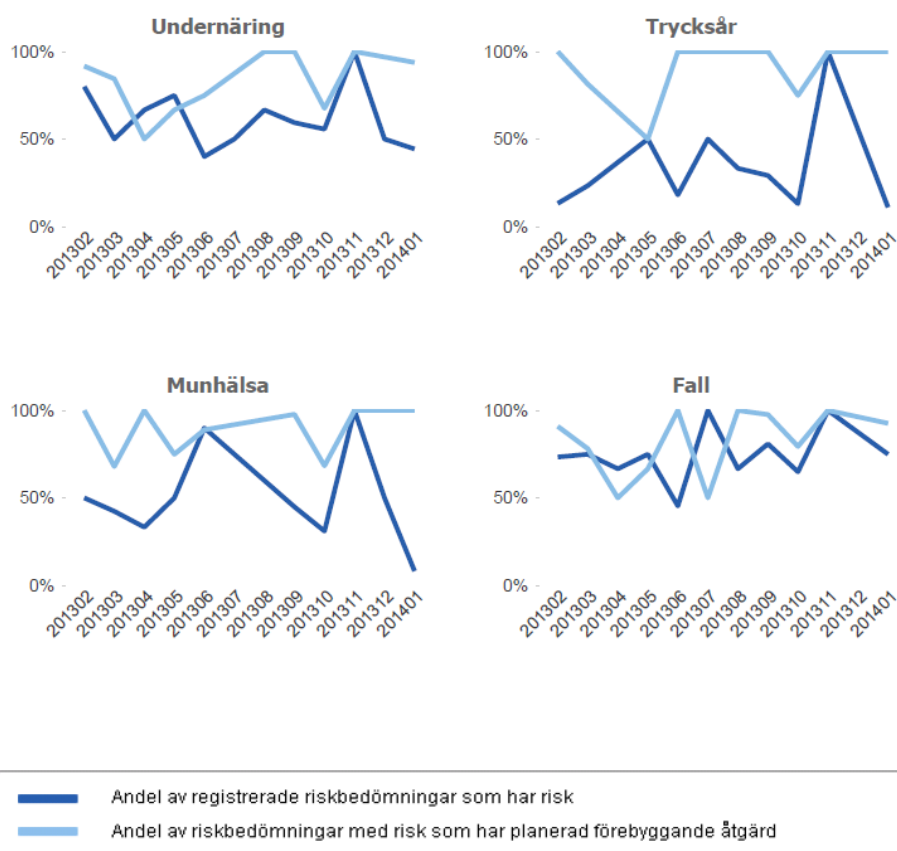 Undernäring
100%
50%
0%
201302 201303 201304 201305 201306 201307 201308 201309 201310 201311 201312 201401
Trycksår
100%
50%
0%
201302 201303 201304 201305 201306 201307 201308 201309 201310 201311 201312 201401
Munhälsa
100%
50%
0%
201302 201303 201304 201305 201306 201307 201308 201309 201310 201311 201312 201401
Fall
100%
50%
0%
201302 201303 201304 201305 201306 201307 201308 201309 201310 201311 201312 201401
Andel av registrerade riskbedömningar som har risk
Andel av riskbedömningar med risk som har planerad förebyggande åtgärd